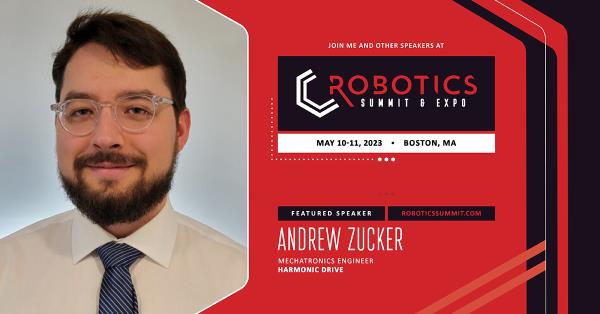 JOIN ME AND OTHER SPEAKERS AT
ROBOTICS
SUMMIT & EXPO
MAY 10-11, 2023 • BOSTON, MA
FEATURED SPEAKER ROBOTICSSUMMIT.COM
ANDREW ZUCKER
MECHATRONICS ENGINEER
HARMONIC DRIVE